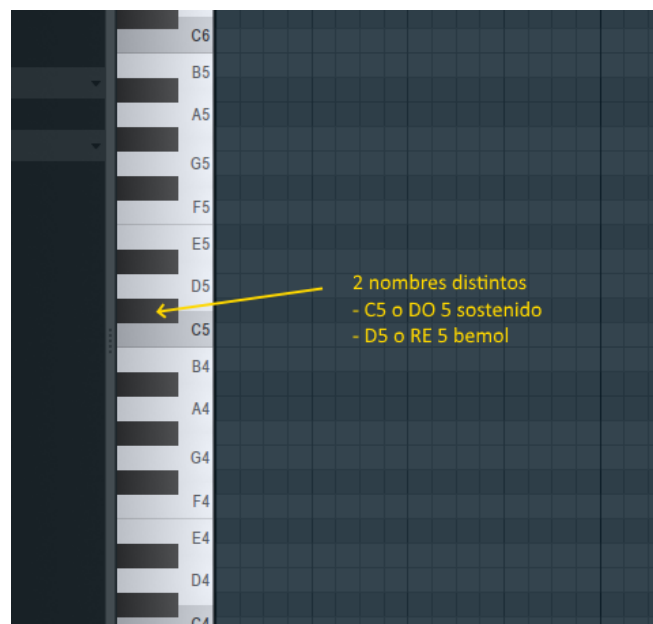 C6
B5
A5
G5
F5
E5
D5
C5
B4
A4
G4
F4
E4
D4
C4
2 nombres distintos
- C5 o DO 5 sostenido
- D5 o RE 5 bemol